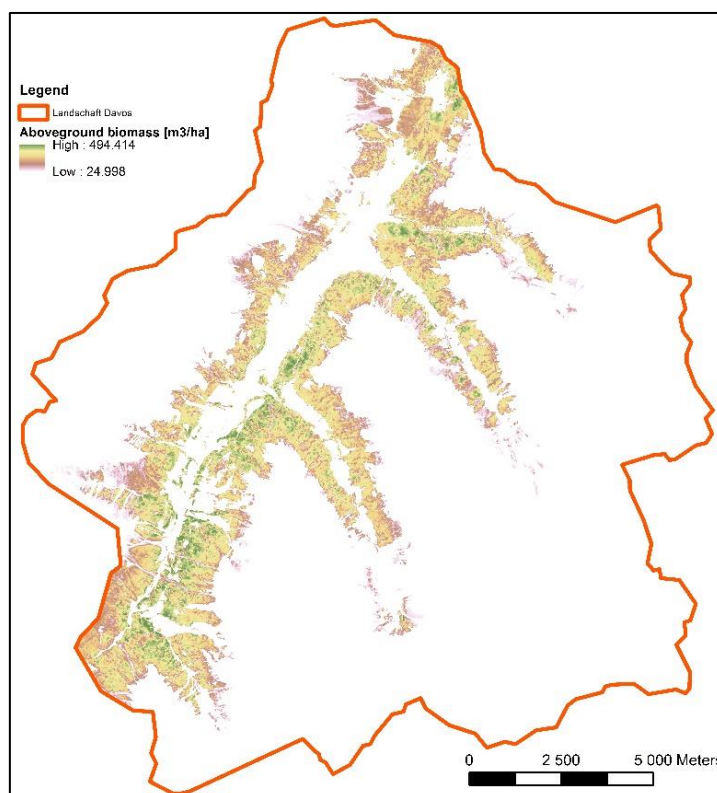 Legend
Landschaft Davos
Aboveground biomass [m3/ha]
High : 494.414
Low : 24.998
0 2 500 5 000 Meters